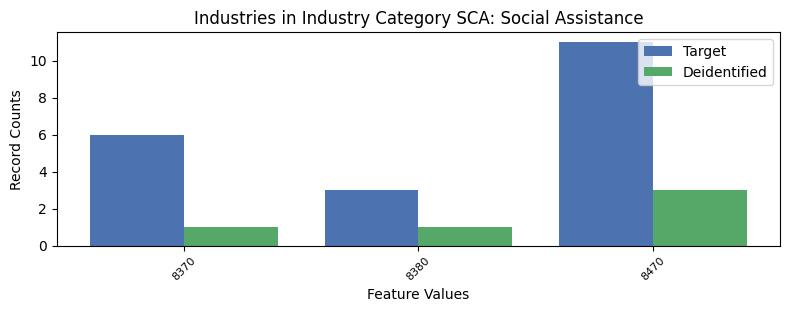 Industries in Industry Category SCA: Social Assistance
Target
Deidentified
Record Counts
10
8
6
4
2
0
8370
8380
8470
Feature Values